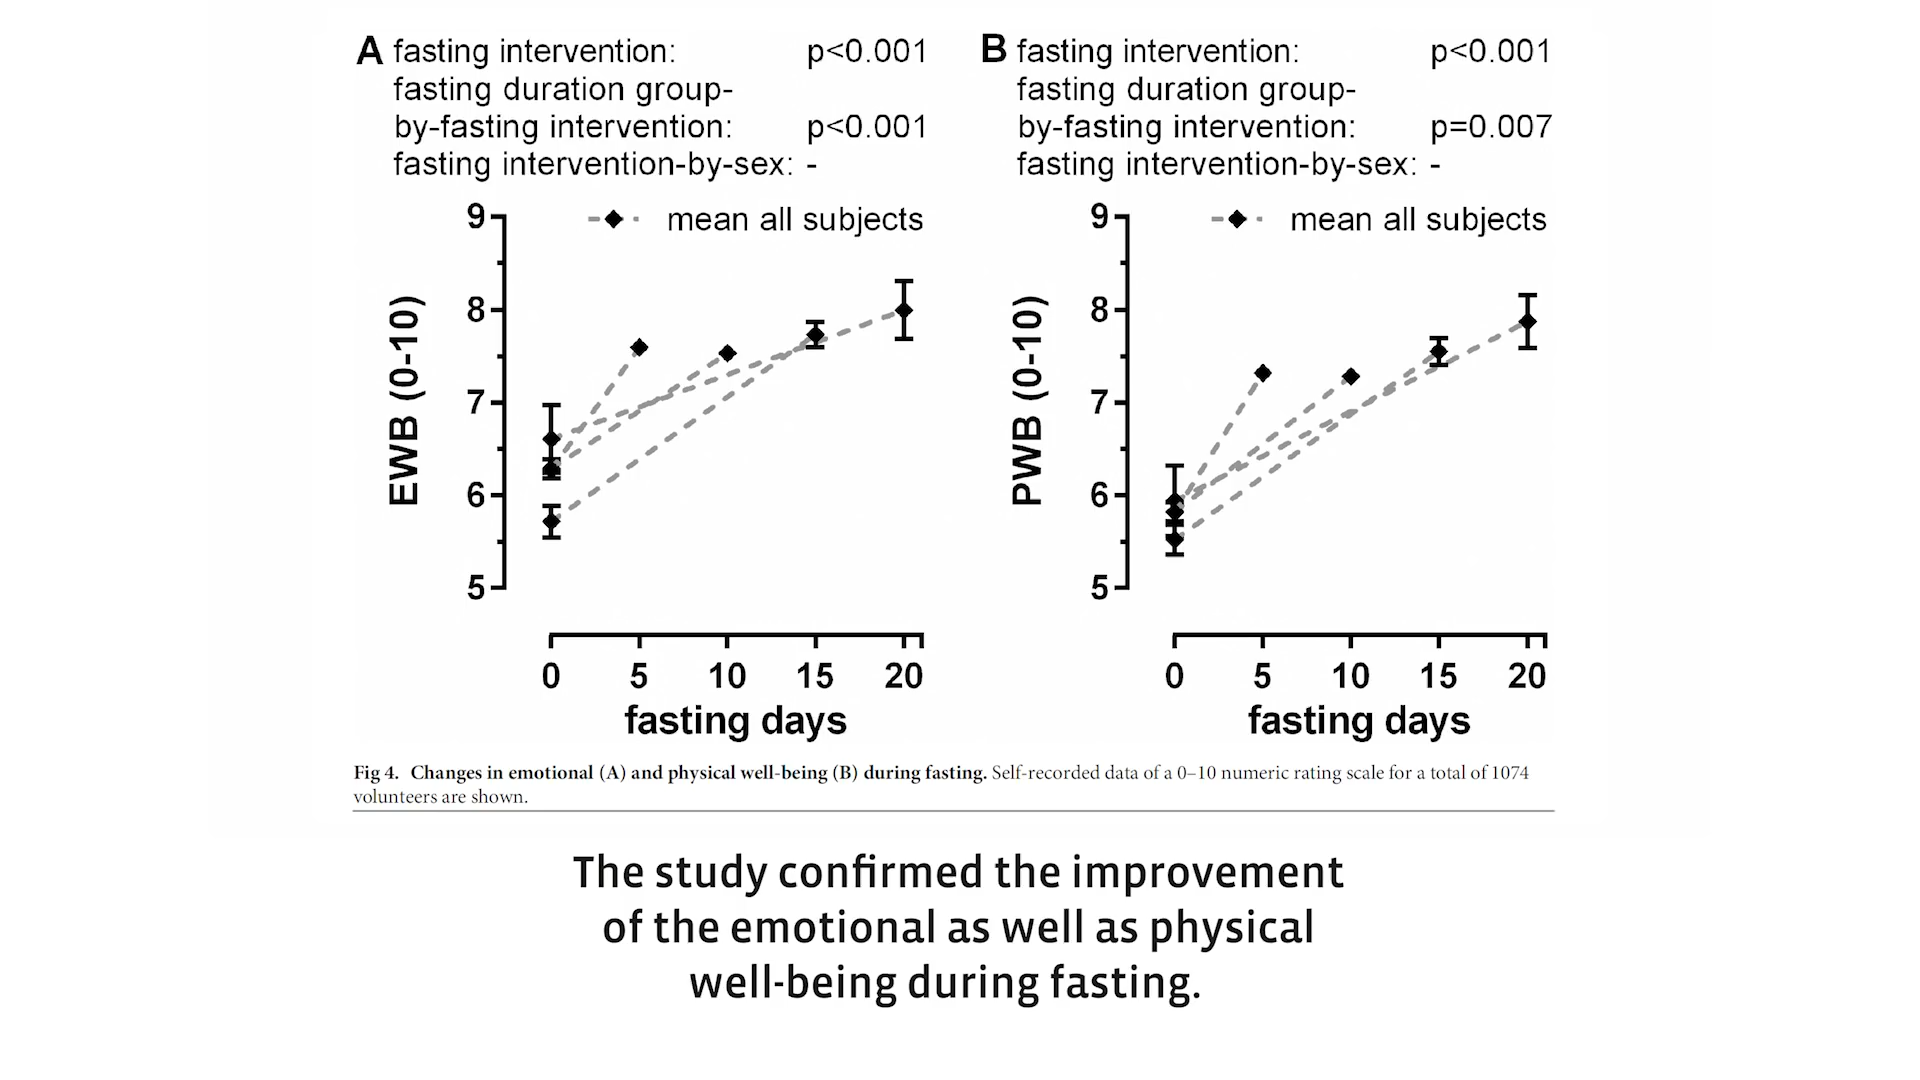 A fasting intervention: p<0.001
fasting duration group-
by-fasting intervention: p<0.001
fasting intervention-by-sex: -
mean all subjects
EWB (0-10)
9
8
7
6
5
0 5 10 15 20
fasting days
B fasting intervention: p<0.001
fasting duration group-
by-fasting intervention: p=0.007
fasting intervention-by-sex: -
mean all subjects
PWB (0-10)
9
8
7
6
5
0 5 10 15 20
fasting days
Fig 4. Changes in emotional (A) and physical well-being (B) during fasting. Self-recorded data of a 0–10 numeric rating scale for a total of 1074
volunteers are shown.
The study confirmed the improvement
of the emotional as well as physical
well-being during fasting.